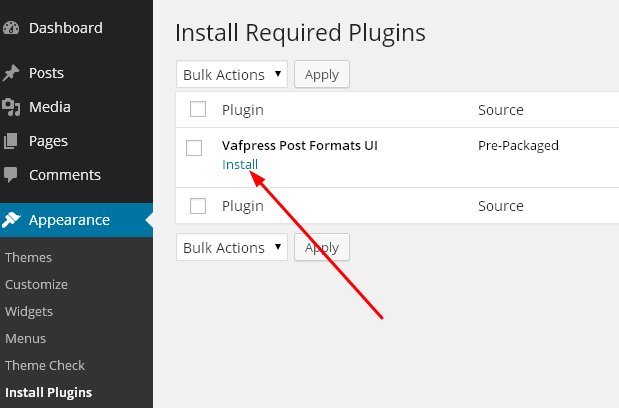 Dashboard
Posts
Media
Pages
Comments
Appearance
Themes
Customize
Widgets
Menus
Theme Check
Install Plugins
Install Required Plugins
Bulk Actions Apply
Plugin Source
Vafpress Post Formats UI Pre-Packaged
Install
Plugin Source
Bulk Actions Apply